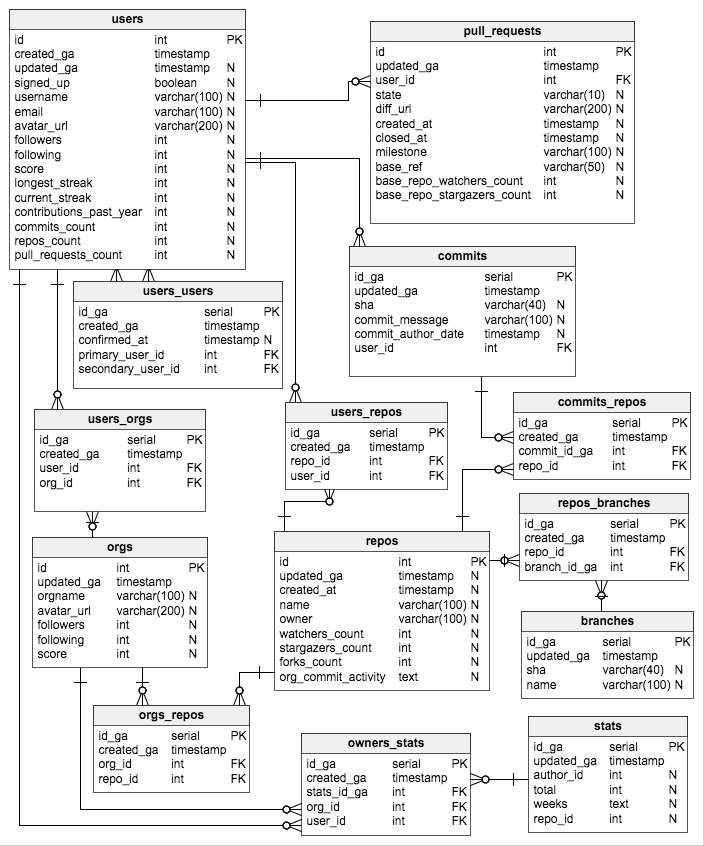 users
id int PK
created_ga timestamp
updated_ga timestamp N
signed_up boolean N
username varchar(100) N
email varchar(100) N
avatar_url varchar(200) N
followers int N
following int N
score int N
longest_streak int N
current_streak int N
contributions_past_year int N
commits_count int N
repos_count int N
pull_requests_count int N
pull_requests
id int PK
updated_ga timestamp
user_id int FK
state varchar(10) N
diff_url varchar(200) N
created_at timestamp N
closed_at timestamp N
milestone varchar(100) N
base_ref varchar(50) N
base_repo_watchers_count int N
base_repo_stargazers_count int N
commits
id_ga serial PK
updated_ga timestamp
sha varchar(40) N
commit_message varchar(100) N
commit_author_date timestamp N
user_id int FK
users_users
id_ga serial PK
created_ga timestamp
confirmed_at timestamp N
primary_user_id int FK
secondary_user_id int FK
commits_repos
id_ga serial PK
created_ga timestamp
commit_id_ga int FK
repo_id int FK
users_orgs
id_ga serial PK
created_ga timestamp
user_id int FK
org_id int FK
users_repos
id_ga serial PK
created_ga timestamp
repo_id int FK
user_id int FK
repos_branches
id_ga serial PK
created_ga timestamp
repo_id int FK
branch_id_ga int FK
orgs
id int PK
updated_ga timestamp
orgname varchar(100) N
avatar_url varchar(200) N
followers int N
following int N
score int N
repos
id int PK
updated_ga timestamp N
created_at timestamp N
name varchar(100) N
owner varchar(100) N
watchers_count int N
stargazers_count int N
forks_count int N
org_commit_activity text N
branches
id_ga serial PK
updated_ga timestamp
sha varchar(40) N
name varchar(100) N
orgs_repos
id_ga serial PK
created_ga timestamp
org_id int FK
repo_id int FK
owners_stats
id_ga serial PK
created_ga timestamp
stats_id_ga int FK
org_id int FK
user_id int FK
stats
id_ga serial PK
updated_ga timestamp
author_id int N
total int N
weeks text N
repo_id int N